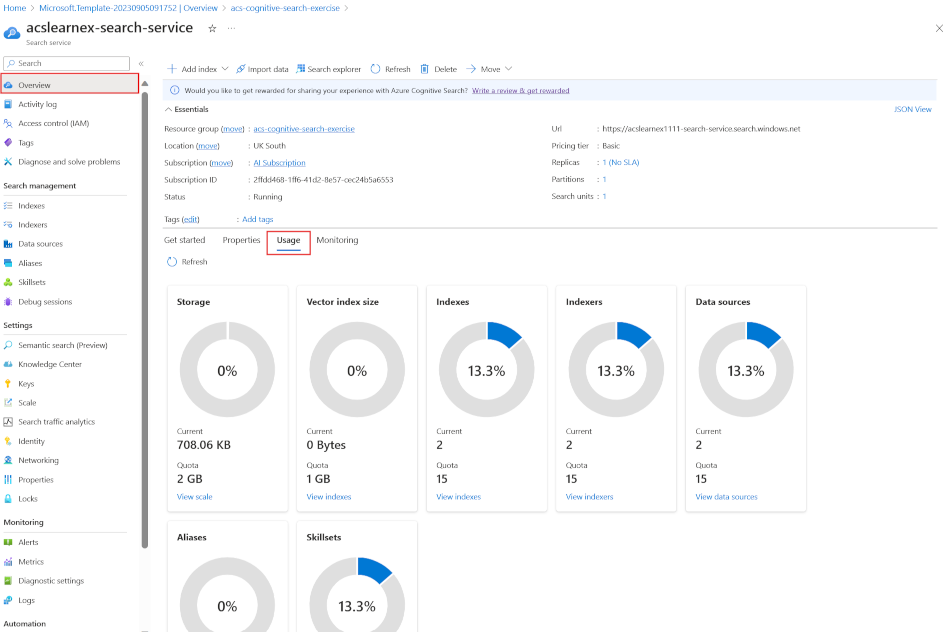 Home > Microsoft.Template-20230905091752 | Overview > acs-cognitive-search-exercise >
acslearnex-search-service
Search service
Search
Overview
Activity log
Access control (IAM)
Tags
Diagnose and solve problems
Search management
Indexes
Indexers
Data sources
Aliases
Skillsets
Debug sessions
Settings
Semantic search (Preview)
Knowledge Center
Keys
Scale
Search traffic analytics
Identity
Networking
Properties
Locks
Monitoring
Alerts
Metrics
Diagnostic settings
Logs
Automation
Add index Import data Search explorer Refresh Delete Move
Would you like to get rewarded for sharing your experience with Azure Cognitive Search? Write a review & get rewarded
Essentials JSON View
Resource group (move) : acs-cognitive-search-exercise
Location (move) : UK South
Subscription (move) : AI Subscription
Subscription ID : 2ffdd468-1ff6-41d2-8e57-cec24b5a6553
Status : Running
Url : https://acslearnex1111-search-service.search.windows.net
Pricing tier : Basic
Replicas : 1 (No SLA)
Partitions : 1
Search units : 1
Tags (edit) : Add tags
Get started Properties Usage Monitoring
Refresh
Storage
0%
Current
708.06 KB
Quota
2 GB
View scale
Vector index size
0%
Current
0 Bytes
Quota
1 GB
View indexes
Indexes
13.3%
Current
2
Quota
15
View indexes
Indexers
13.3%
Current
2
Quota
15
View indexers
Data sources
13.3%
Current
2
Quota
15
View data sources
Aliases
0%
Skillsets
13.3%